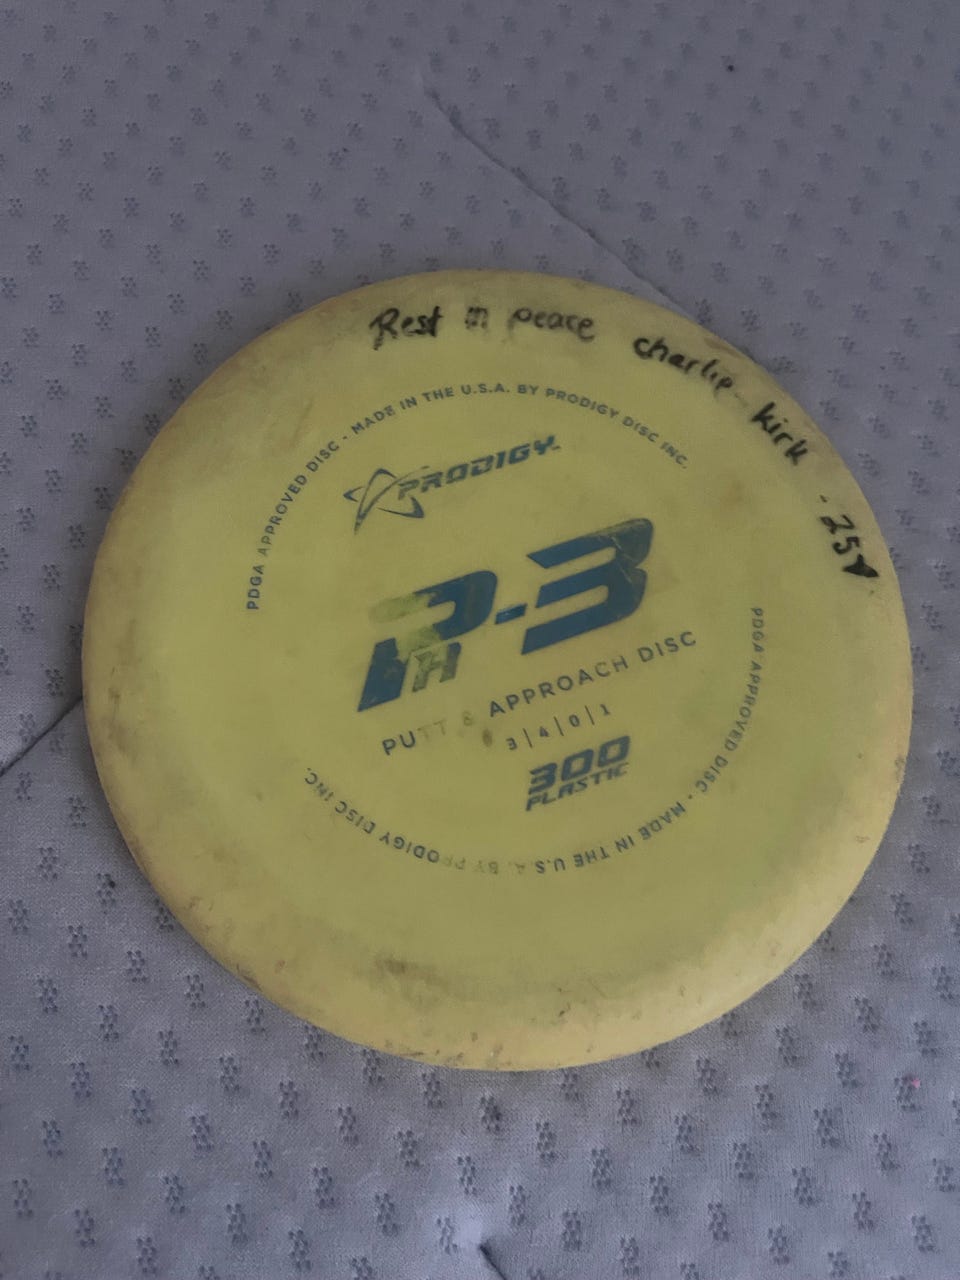 Rest in peace charlie kirk - 25
PDGA APPROVED DISC - MADE IN THE U.S.A. BY PRODIGY DISC INC.
PRODIGY
P-3
PUTT & APPROACH DISC
3|4|0|1
300
PLASTIC
PDGA APPROVED DISC - MADE IN THE U.S.A. BY PRODIGY DISC INC.